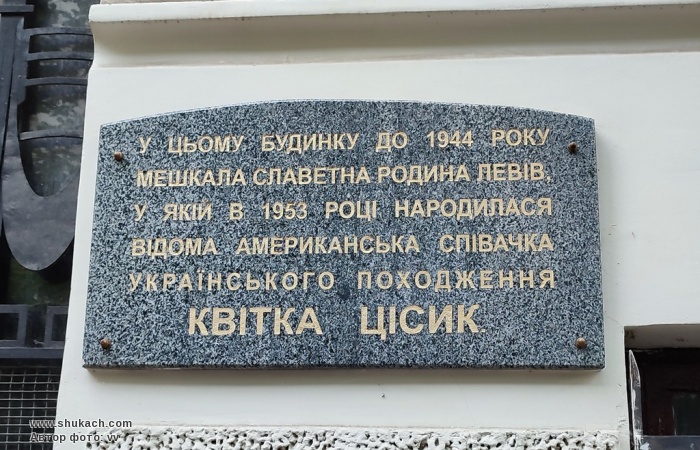 У ЦЬОМУ БУДИНКУ ДО 1944 РОКУ
МЕШКАЛА СЛАВЕТНА РОДИНА ЛЕВІВ,
У ЯКІЙ В 1953 РОЦІ НАРОДИЛАСЯ
ВІДОМА АМЕРИКАНСЬКА СПІВАЧКА
УКРАЇНСЬКОГО ПОХОДЖЕННЯ
КВІТКА ЦІСИК
www.shukach.com
Автор фото: vv